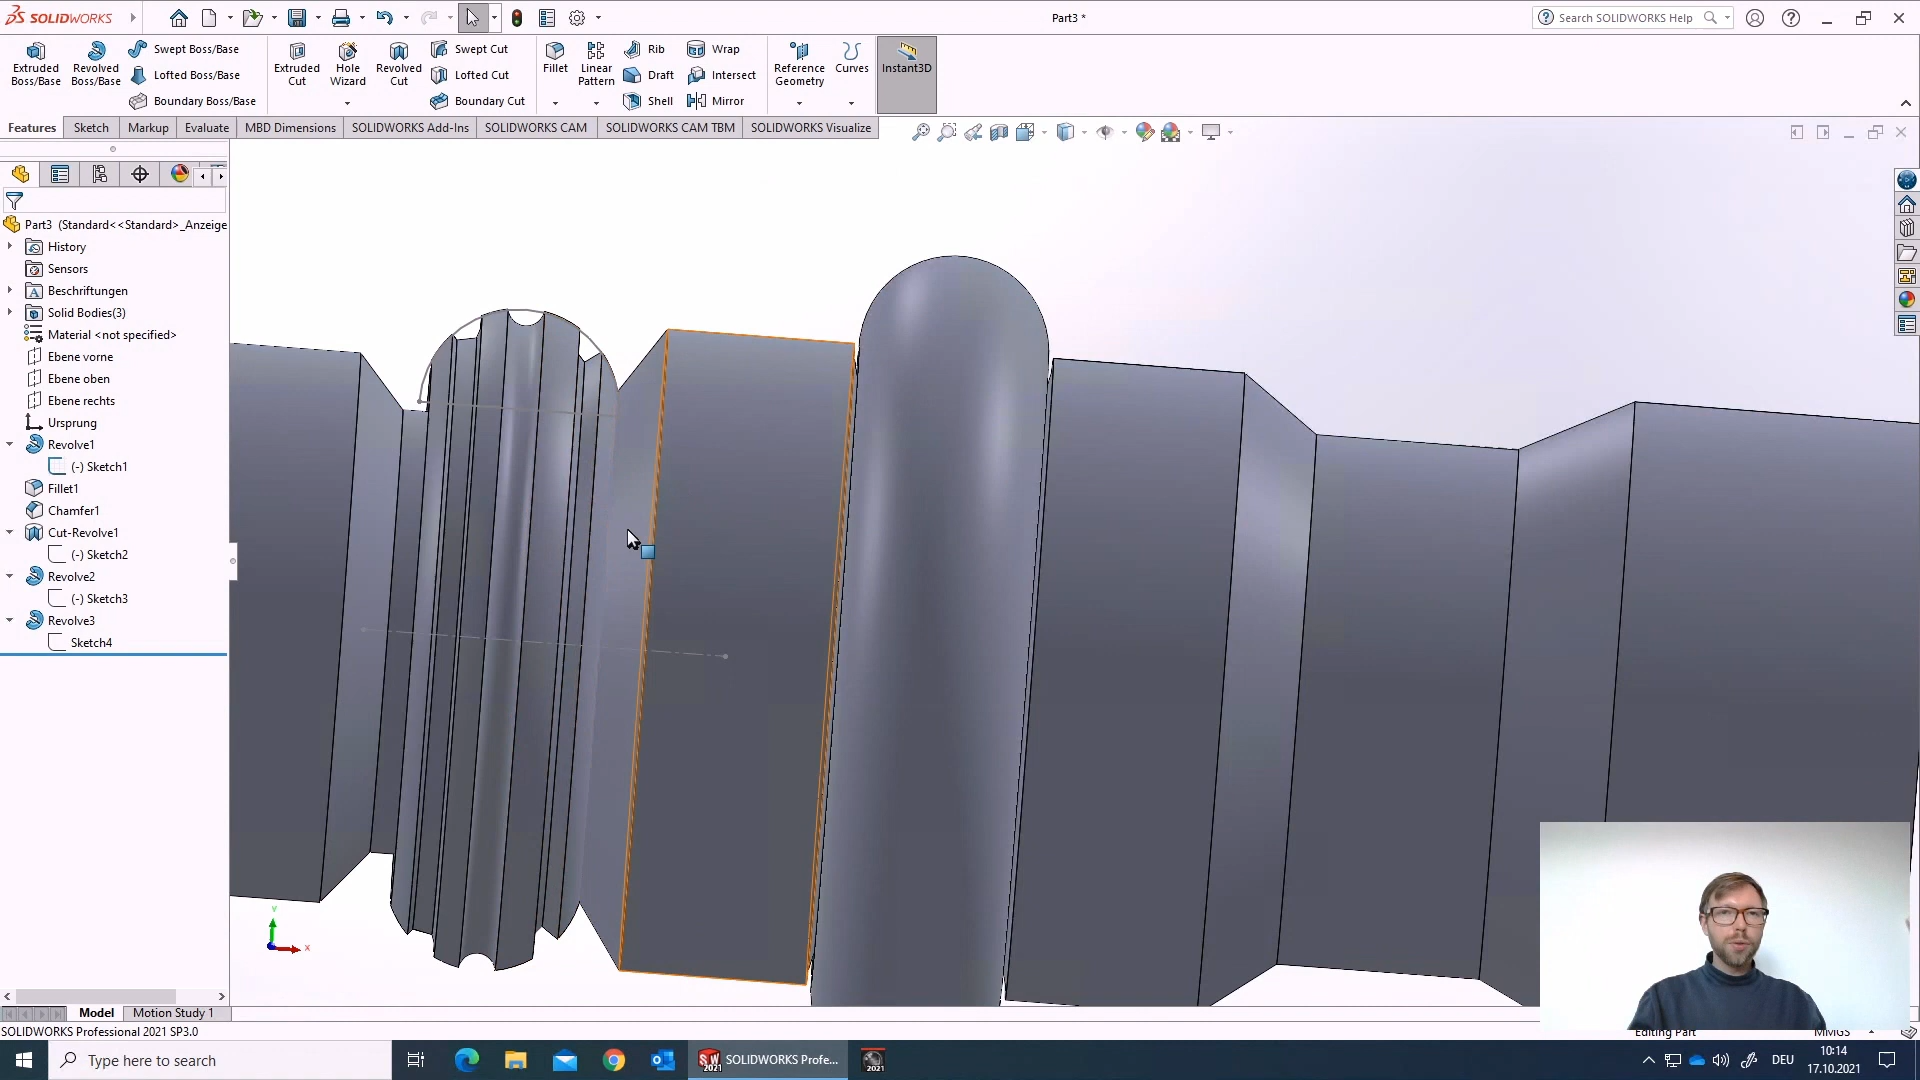 SOLIDWORKS
Part3 *
Search SOLIDWORKS Help
Extruded Boss/Base
Revolved Boss/Base
Swept Boss/Base
Lofted Boss/Base
Boundary Boss/Base
Extruded Cut
Hole Wizard
Revolved Cut
Swept Cut
Lofted Cut
Boundary Cut
Fillet
Linear Pattern
Rib
Draft
Shell
Wrap
Intersect
Mirror
Reference Geometry
Curves
Instant3D
Features
Sketch
Markup
Evaluate
MBD Dimensions
SOLIDWORKS Add-Ins
SOLIDWORKS CAM
SOLIDWORKS CAM TBM
SOLIDWORKS Visualize
Part3 (Standard<<Standard>_Anzeige
History
Sensors
Beschriftungen
Solid Bodies(3)
Material <not specified>
Ebene vorne
Ebene oben
Ebene rechts
Ursprung
Revolve1
(-) Sketch1
Fillet1
Chamfer1
Cut-Revolve1
(-) Sketch2
Revolve2
(-) Sketch3
Revolve3
Sketch4
Y
X
Model
Motion Study 1
SOLIDWORKS Professional 2021 SP3.0
Editing Part
MMGS
Type here to search
SW 2021
SOLIDWORKS Profe...
2021
DEU
10:14
17.10.2021